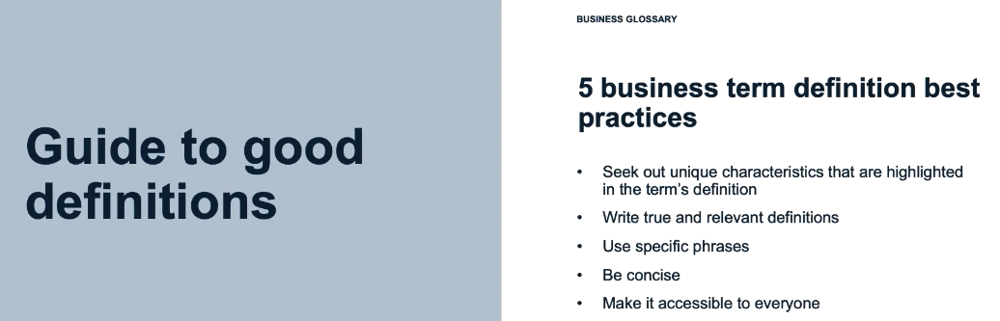 Guide to good
definitions
BUSINESS GLOSSARY
5 business term definition best
practices
• Seek out unique characteristics that are highlighted
in the term's definition
• Write true and relevant definitions
• Use specific phrases
• Be concise
• Make it accessible to everyone